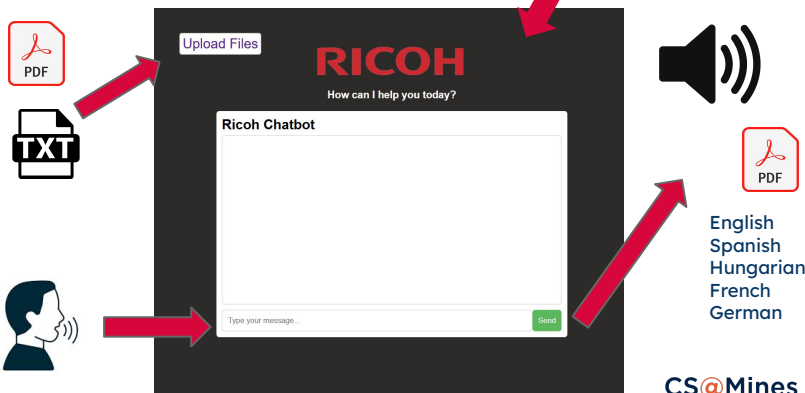 PDF
TXT
Upload Files
RICOH
How can I help you today?
Ricoh Chatbot
Type your message...
Send
PDF
English
Spanish
Hungarian
French
German
CS@Mines